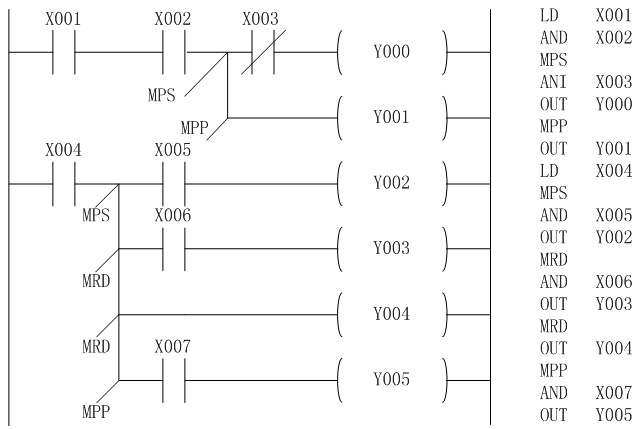 X001 X002 X003
Y000
MPS
Y001
MPP
X004 X005
Y002
MPS
X006
Y003
MRD
Y004
MRD
X007
Y005
MPP
LD X001
AND X002
MPS
ANI X003
OUT Y000
MPP
OUT Y001
LD X004
MPS
AND X005
OUT Y002
MRD
AND X006
OUT Y003
MRD
OUT Y004
MPP
AND X007
OUT Y005